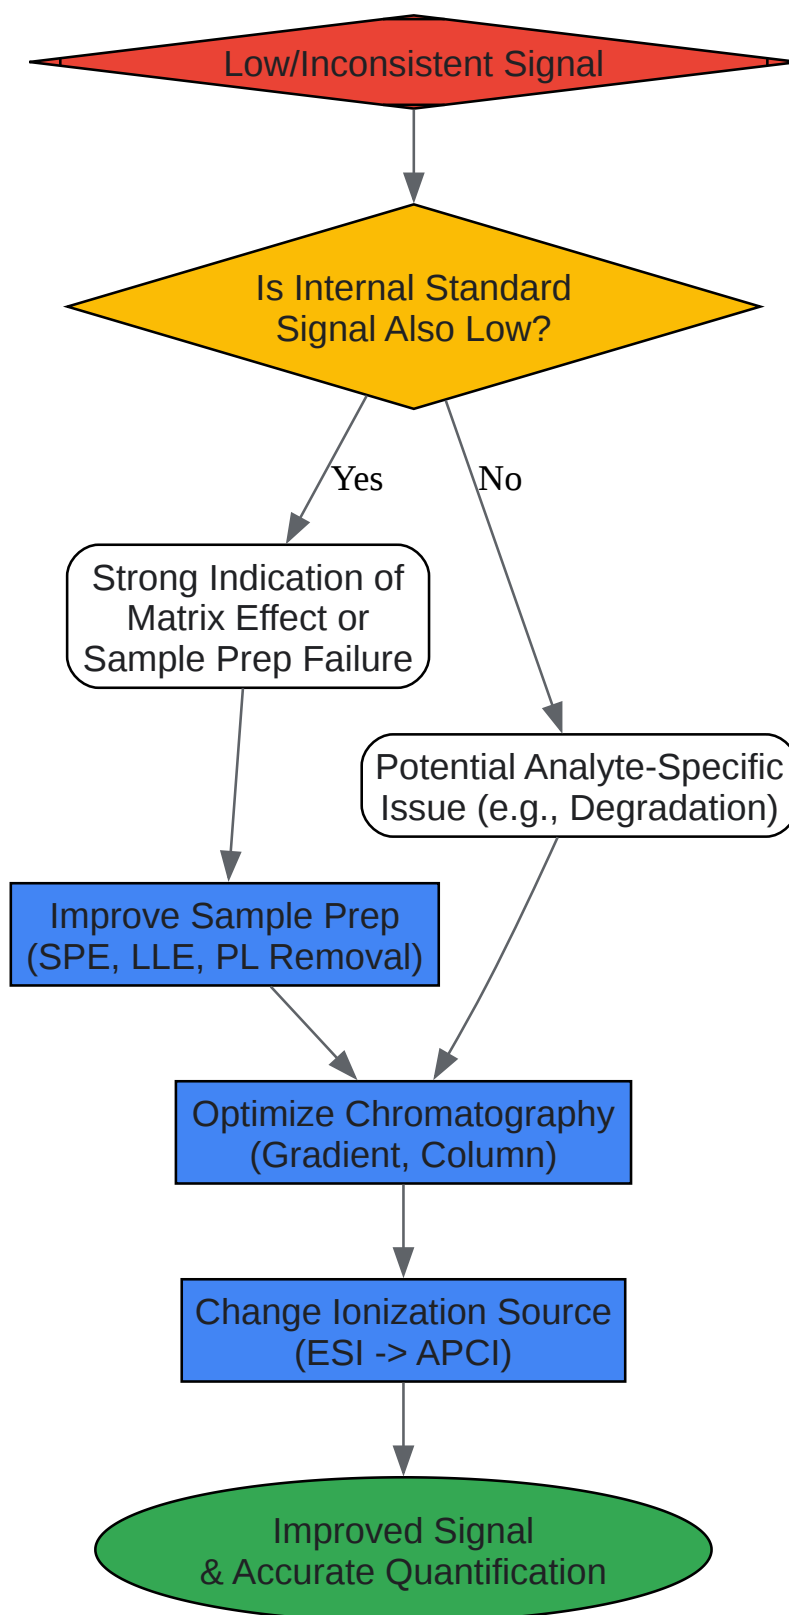 Low/Inconsistent Signal
Is Internal Standard
Signal Also Low?
Yes
No
Strong Indication of
Matrix Effect or
Sample Prep Failure
Potential Analyte-Specific
Issue (e.g., Degradation)
Improve Sample Prep
(SPE, LLE, PL Removal)
Optimize Chromatography
(Gradient, Column)
Change Ionization Source
(ESI -> APCI)
Improved Signal
& Accurate Quantification